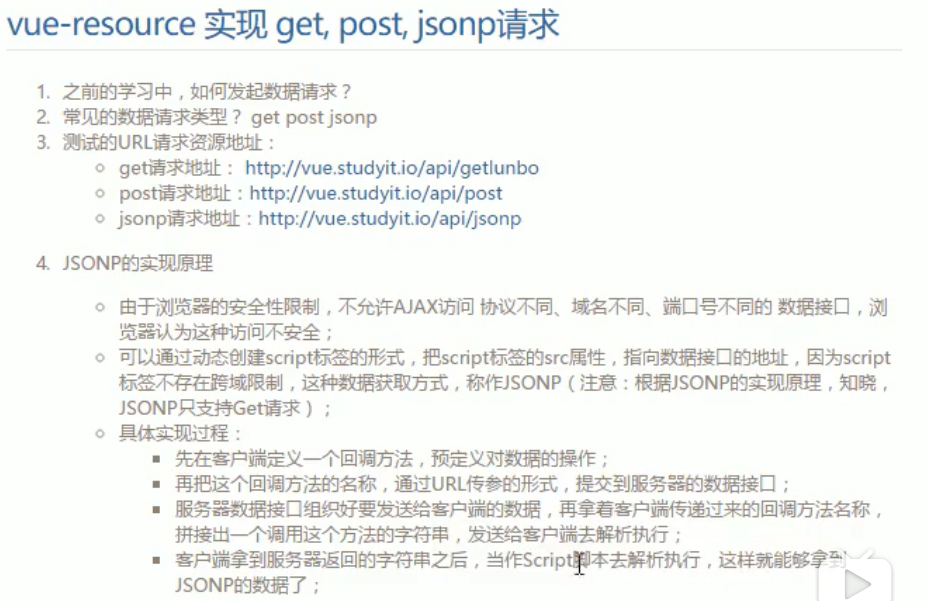 vue-resource 实现 get, post, jsonp请求
1. 之前的学习中，如何发起数据请求？
2. 常见的数据请求类型？ get post jsonp
3. 测试的URL请求资源地址：
get请求地址： http://vue.studyit.io/api/getlunbo
post请求地址：http://vue.studyit.io/api/post
jsonp请求地址：http://vue.studyit.io/api/jsonp
4. JSONP的实现原理
由于浏览器的安全性限制，不允许AJAX访问 协议不同、域名不同、端口号不同的 数据接口，浏
览器认为这种访问不安全；
可以通过动态创建script标签的形式，把script标签的src属性，指向数据接口的地址，因为script
标签不存在跨域限制，这种数据获取方式，称作JSONP（注意：根据JSONP的实现原理，知晓，
JSONP只支持Get请求）；
具体实现过程：
先在客户端定义一个回调方法，预定义对数据的操作；
再把这个回调方法的名称，通过URL传参的形式，提交到服务器的数据接口；
服务器数据接口组织好要发送给客户端的数据，再拿着客户端传递过来的回调方法名称，
拼接出一个调用这个方法的字符串，发送给客户端去解析执行；
客户端拿到服务器返回的字符串之后，当作Script脚本去解析执行，这样就能够拿到
JSONP的数据了；